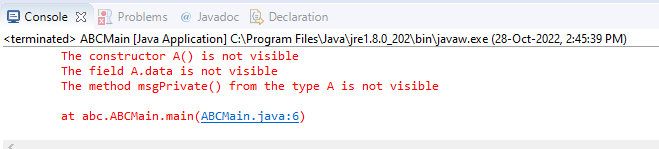 Console Problems @ Javadoc Declaration
<terminated> ABCMain [Java Application] C:\Program Files\Java\jre1.8.0_202\bin\javaw.exe (28-Oct-2022, 2:45:39 PM)
The constructor A() is not visible
The field A.data is not visible
The method msgPrivate() from the type A is not visible
at abc.ABCMain.main(ABCMain.java:6)